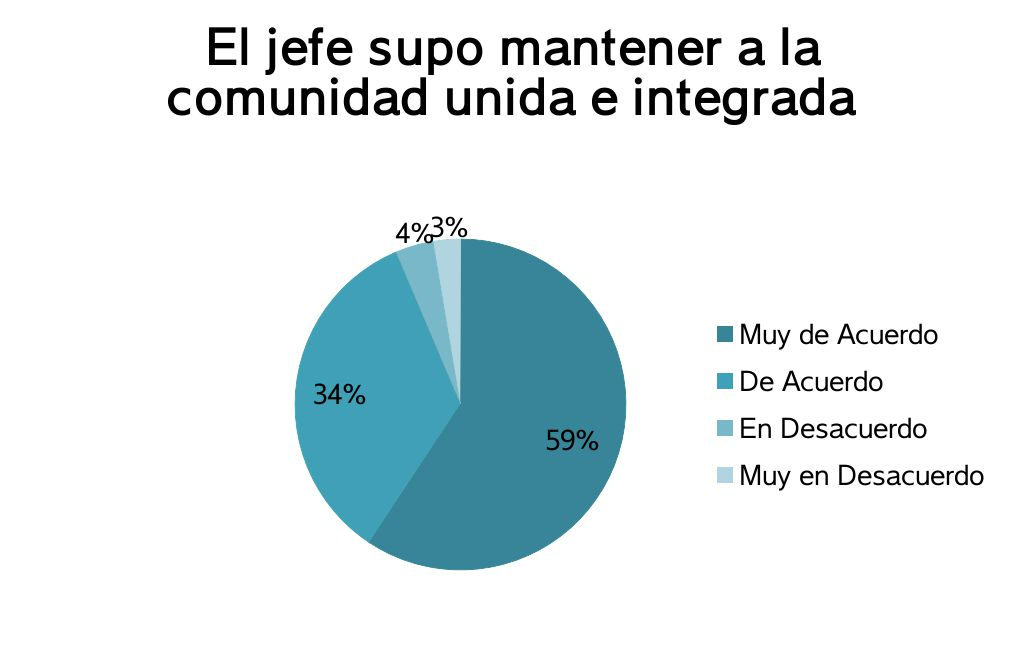 El jefe supo mantener a la
comunidad unida e integrada
4%
3%
34%
59%
Muy de Acuerdo
De Acuerdo
En Desacuerdo
Muy en Desacuerdo